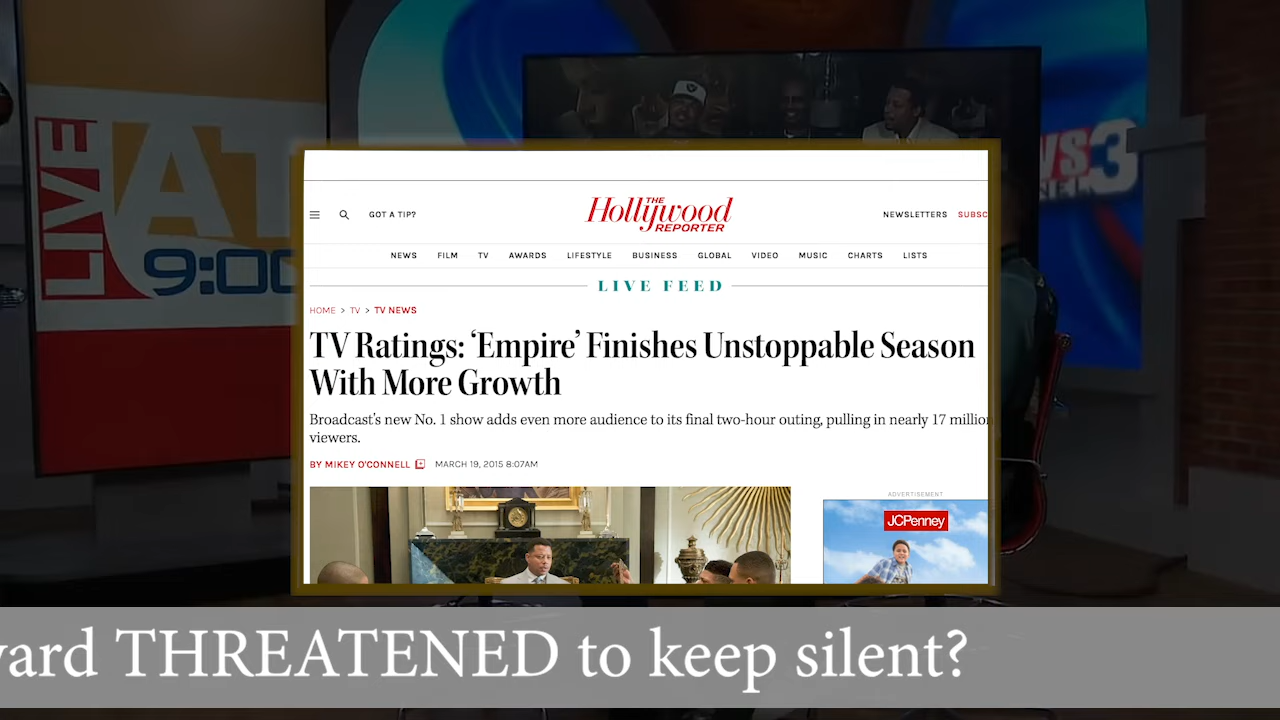 LIVE
AT
9:00
NEWSLETTERS
GOT A TIP?
THE
Hollywood
REPORTER
NEWS FILM TV AWARDS LIFESTYLE BUSINESS GLOBAL VIDEO MUSIC CHARTS LISTS
LIVE FEED
HOME > TV > TV NEWS
TV Ratings: ‘Empire’ Finishes Unstoppable Season
With More Growth
Broadcast's new No. 1 show adds even more audience to its final two-hour outing, pulling in nearly 17 million
viewers.
BY MIKEY O'CONNELL MARCH 19, 2015 8:07AM
ADVERTISEMENT
JCPenney
THREATENED to keep silent?